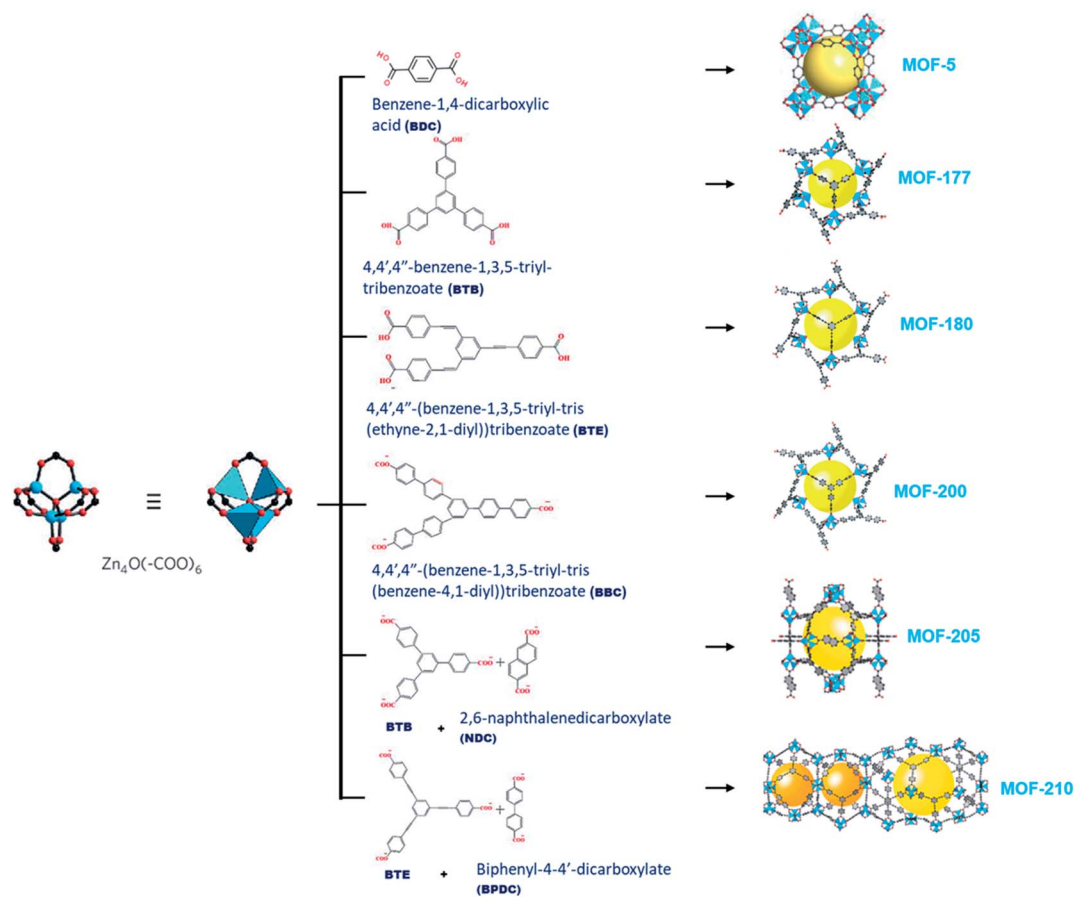 Benzene-1,4-dicarboxylic
acid (BDC)
MOF-5
4,4',4"-benzene-1,3,5-triyl-
tribenzoate (BTB)
MOF-177
4,4',4"-(benzene-1,3,5-triyl-tris
(ethyne-2,1-diyl))tribenzoate (BTE)
MOF-180
Zn4O(-COO)6
4,4',4"-(benzene-1,3,5-triyl-tris
(benzene-4,1-diyl))tribenzoate (BBC)
MOF-200
BTB + 2,6-naphthalenedicarboxylate
(NDC)
MOF-205
BTE + Biphenyl-4-4'-dicarboxylate
(BPDC)
MOF-210